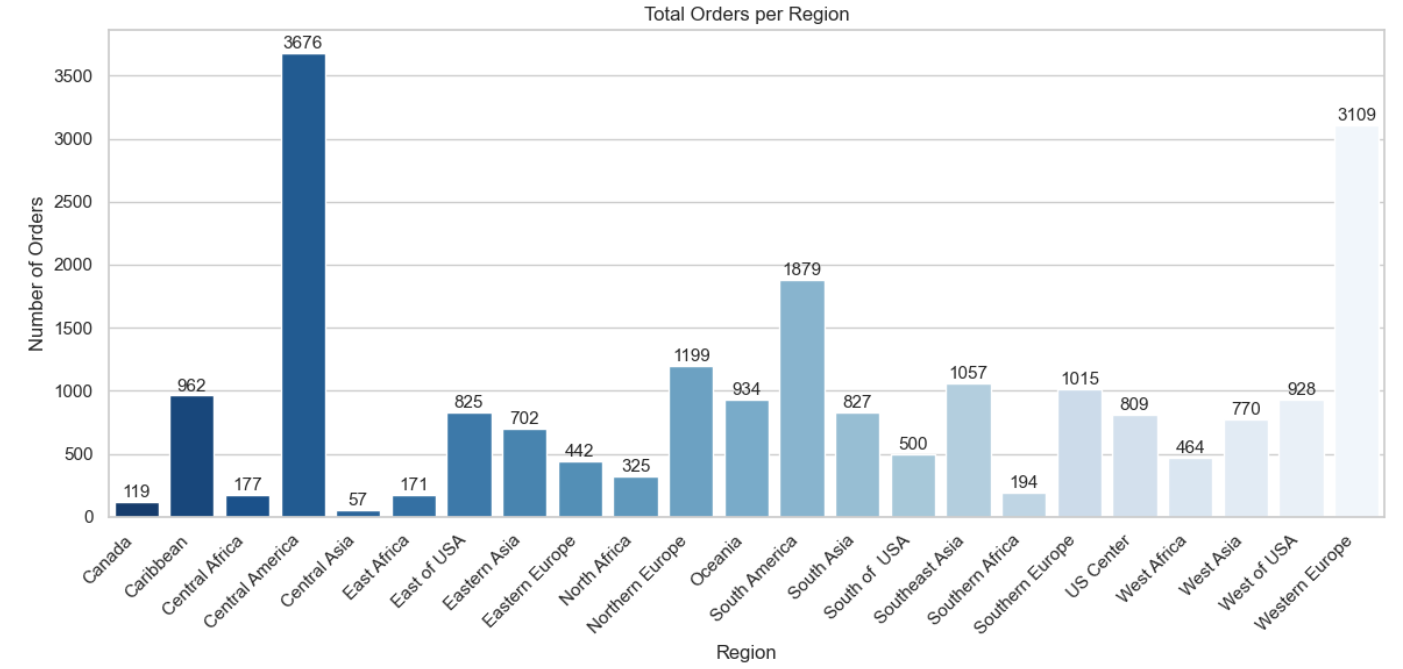 Total Orders per Region
Number of Orders
3500
3000
2500
2000
1500
1000
500
0
119
962
177
3676
57
171
825
702
442
325
1199
934
1879
827
500
1057
194
1015
809
464
770
928
3109
Canada
Caribbean
Central Africa
Central America
Central Asia
East Africa
East of USA
Eastern Asia
Eastern Europe
North Africa
Northern Europe
Oceania
South America
South Asia
South of  USA
Southeast Asia
Southern Africa
Southern Europe
US Center
West Africa
West Asia
West of USA
Western Europe
Region